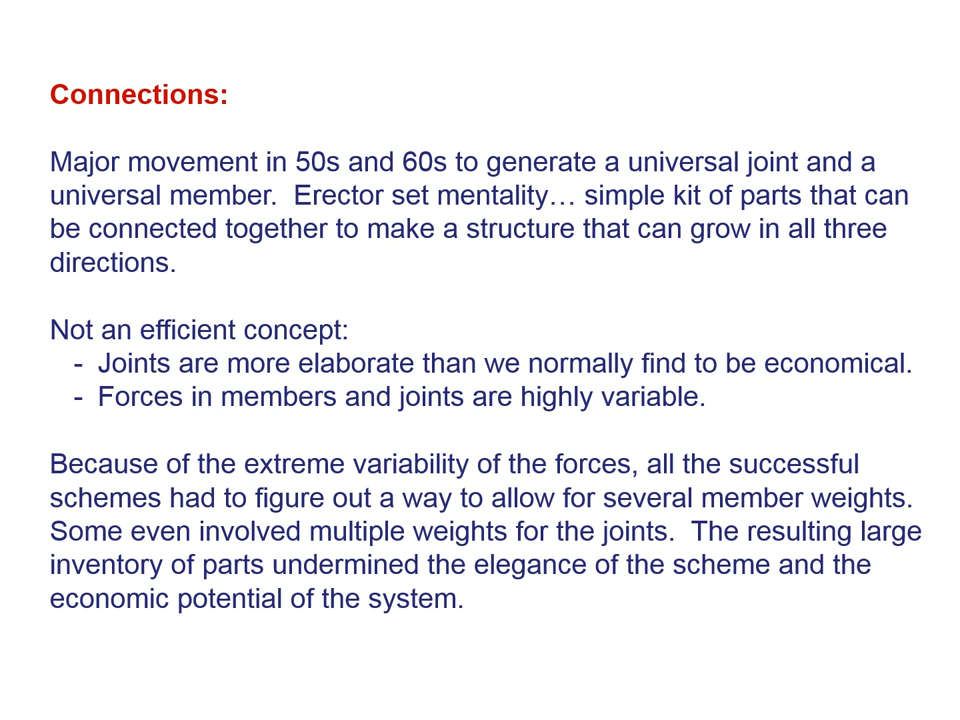 Connections:
Major movement in 50s and 60s to generate a universal joint and a
universal member.  Erector set mentality… simple kit of parts that can
be connected together to make a structure that can grow in all three
directions.
Not an efficient concept:
- Joints are more elaborate than we normally find to be economical.
- Forces in members and joints are highly variable.
Because of the extreme variability of the forces, all the successful
schemes had to figure out a way to allow for several member weights.
Some even involved multiple weights for the joints.  The resulting large
inventory of parts undermined the elegance of the scheme and the
economic potential of the system.